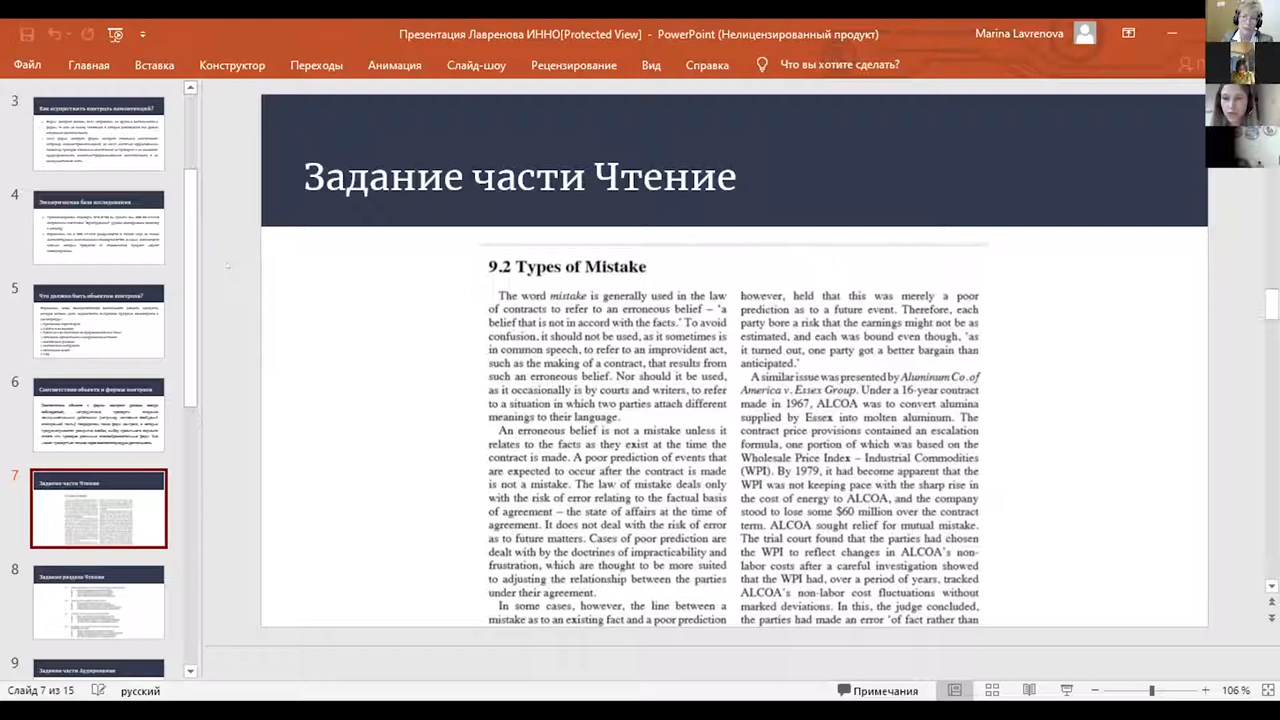 Презентация Лавренова ИННО[Protected View] - PowerPoint (Нелицензированный продукт)
Marina Lavrenova
Файл Главная Вставка Конструктор Переходы Анимация Слайд-шоу Рецензирование Вид Справка Что вы хотите сделать?
3
Как осуществить контроль компетенций?
4
Эмпирическая база исследования
5
Что должно быть объектом контроля?
6
Соответствие объекта и формы контроля
7
Задание части Чтение
8
Задание раздела Чтение
9
Задание части Аудирование
Задание части Чтение
9.2 Types of Mistake
The word mistake is generally used in the law
of contracts to refer to an erroneous belief – 'a
belief that is not in accord with the facts.' To avoid
confusion, it should not be used, as it sometimes is
in common speech, to refer to an improvident act,
such as the making of a contract, that results from
such an erroneous belief. Nor should it be used,
as it occasionally is by courts and writers, to refer
to a situation in which two parties attach different
meanings to their language.
An erroneous belief is not a mistake unless it
relates to the facts as they exist at the time the
contract is made. A poor prediction of events that
are expected to occur after the contract is made
is not a mistake. The law of mistake deals only
with the risk of error relating to the factual basis
of agreement – the state of affairs at the time of
agreement. It does not deal with the risk of error
as to future matters. Cases of poor prediction are
dealt with by the doctrines of impracticability and
frustration, which are thought to be more suited
to adjusting the relationship between the parties
under their agreement.
In some cases, however, the line between a
mistake as to an existing fact and a poor prediction
however, held that this was merely a poor
prediction as to a future event. Therefore, each
party bore a risk that the earnings might not be as
estimated, and each was bound even though, 'as
it turned out, one party got a better bargain than
anticipated.'
A similar issue was presented by Aluminum Co. of
America v. Essex Group. Under a 16-year contract
made in 1967, ALCOA was to convert alumina
supplied by Essex into molten aluminum. The
contract price provisions contained an escalation
formula, one portion of which was based on the
Wholesale Price Index – Industrial Commodities
(WPI). By 1979, it had become apparent that the
WPI was not keeping pace with the sharp rise in
the cost of energy to ALCOA, and the company
stood to lose some $60 million over the contract
term. ALCOA sought relief for mutual mistake.
The trial court found that the parties had chosen
the WPI to reflect changes in ALCOA's non-
labor costs after a careful investigation showed
that the WPI had, over a period of years, tracked
ALCOA's non-labor cost fluctuations without
marked deviations. In this, the judge concluded,
the parties had made an error 'of fact rather than
Слайд 7 из 15 русский Примечания 106 %